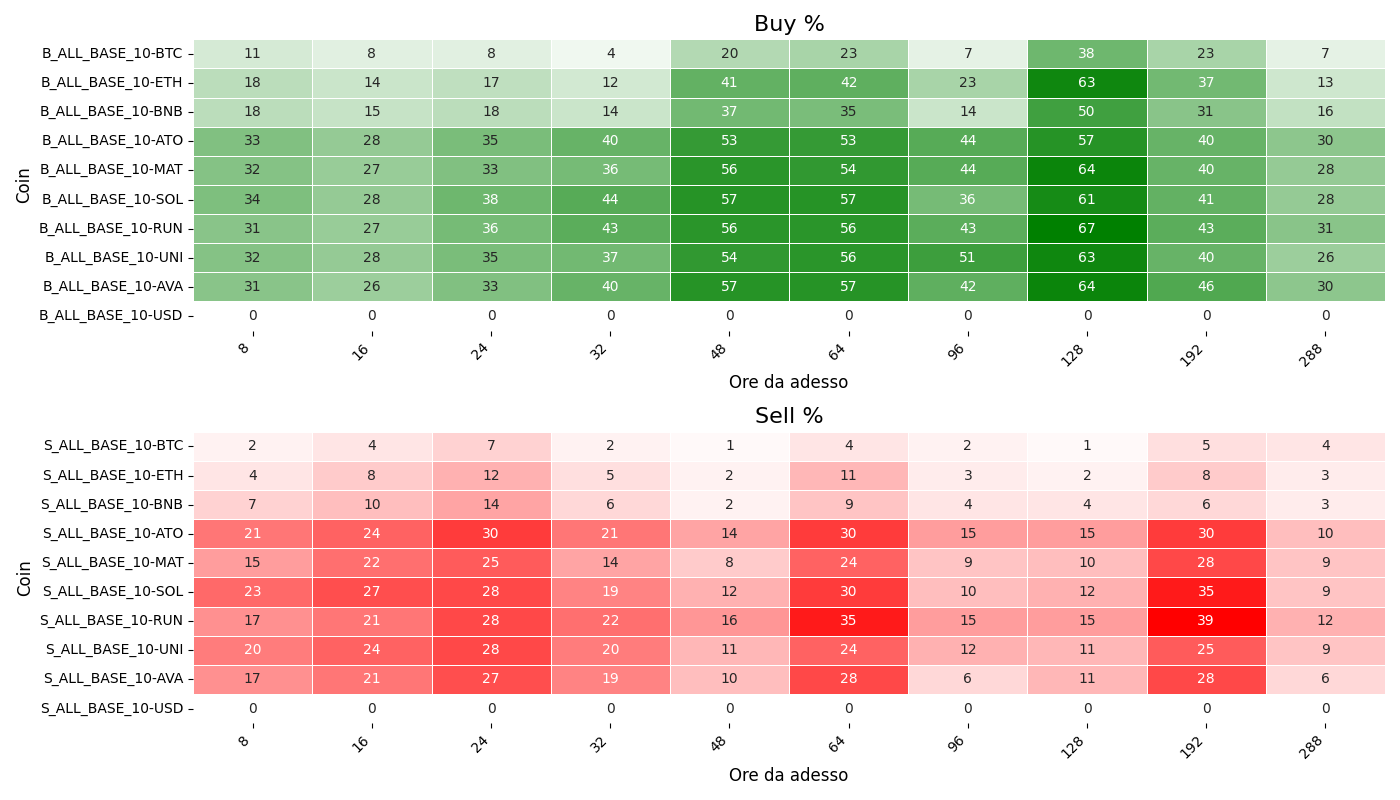 Buy %
Coin
B_ALL_BASE_10-BTC 11 8 8 4 20 23 7 38 23 7
B_ALL_BASE_10-ETH 18 14 17 12 41 42 23 63 37 13
B_ALL_BASE_10-BNB 18 15 18 14 37 35 14 50 31 16
B_ALL_BASE_10-ATO 33 28 35 40 53 53 44 57 40 30
B_ALL_BASE_10-MAT 32 27 33 36 56 54 44 64 40 28
B_ALL_BASE_10-SOL 34 28 38 44 57 57 36 61 41 28
B_ALL_BASE_10-RUN 31 27 36 43 56 56 43 67 43 31
B_ALL_BASE_10-UNI 32 28 35 37 54 56 51 63 40 26
B_ALL_BASE_10-AVA 31 26 33 40 57 57 42 64 46 30
B_ALL_BASE_10-USD 0 0 0 0 0 0 0 0 0 0
8 16 24 32 48 64 96 128 192 288
Ore da adesso
Sell %
Coin
S_ALL_BASE_10-BTC 2 4 7 2 1 4 2 1 5 4
S_ALL_BASE_10-ETH 4 8 12 5 2 11 3 2 8 3
S_ALL_BASE_10-BNB 7 10 14 6 2 9 4 4 6 3
S_ALL_BASE_10-ATO 21 24 30 21 14 30 15 15 30 10
S_ALL_BASE_10-MAT 15 22 25 14 8 24 9 10 28 9
S_ALL_BASE_10-SOL 23 27 28 19 12 30 10 12 35 9
S_ALL_BASE_10-RUN 17 21 28 22 16 35 15 15 39 12
S_ALL_BASE_10-UNI 20 24 28 20 11 24 12 11 25 9
S_ALL_BASE_10-AVA 17 21 27 19 10 28 6 11 28 6
S_ALL_BASE_10-USD 0 0 0 0 0 0 0 0 0 0
8 16 24 32 48 64 96 128 192 288
Ore da adesso